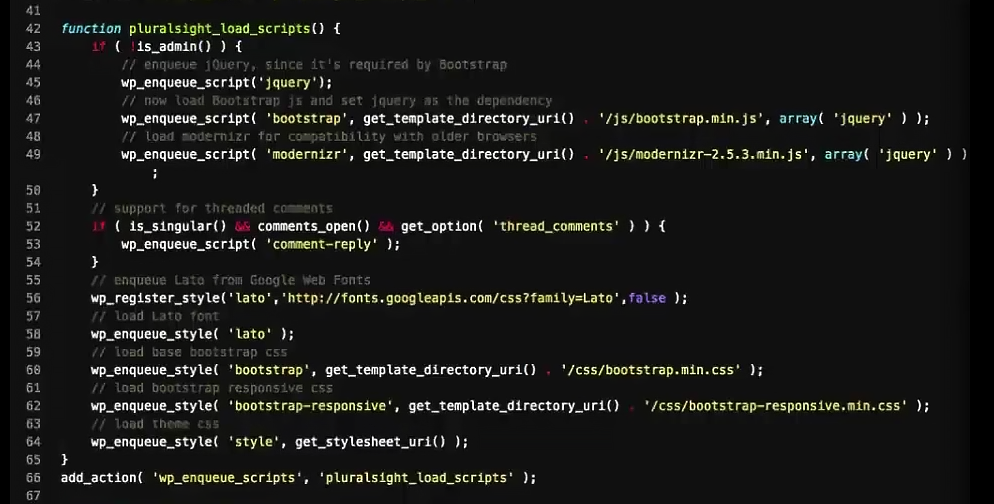 41
42 function pluralsight_load_scripts() {
43 if ( !is_admin() ) {
44 // enqueue jQuery, since it's required by Bootstrap
45 wp_enqueue_script('jquery');
46 // now load Bootstrap js and set jquery as the dependency
47 wp_enqueue_script( 'bootstrap', get_template_directory_uri() . '/js/bootstrap.min.js', array( 'jquery' ) );
48 // load modernizr for compatibility with older browsers
49 wp_enqueue_script( 'modernizr', get_template_directory_uri() . '/js/modernizr-2.5.3.min.js', array( 'jquery' ) )
;
50 }
51 // support for threaded comments
52 if ( is_singular() && comments_open() && get_option( 'thread_comments' ) ) {
53 wp_enqueue_script( 'comment-reply' );
54 }
55 // enqueue Lato from Google Web Fonts
56 wp_register_style('lato','http://fonts.googleapis.com/css?family=Lato',false );
57 // load Lato font
58 wp_enqueue_style( 'lato' );
59 // load base bootstrap css
60 wp_enqueue_style( 'bootstrap', get_template_directory_uri() . '/css/bootstrap.min.css' );
61 // load bootstrap responsive css
62 wp_enqueue_style( 'bootstrap-responsive', get_template_directory_uri() . '/css/bootstrap-responsive.min.css' );
63 // load theme css
64 wp_enqueue_style( 'style', get_stylesheet_uri() );
65 }
66 add_action( 'wp_enqueue_scripts', 'pluralsight_load_scripts' );
67